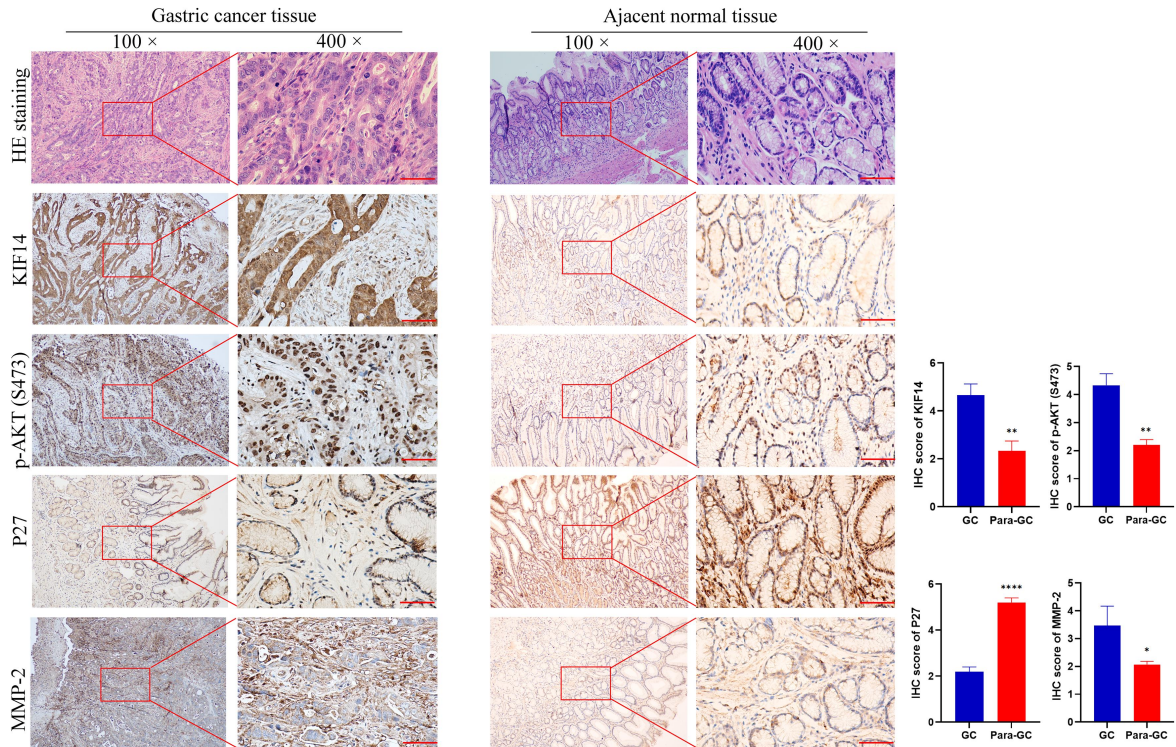 Gastric cancer tissue
Ajacent normal tissue
100 ×
400 ×
100 ×
400 ×
HE staining
KIF14
p-AKT (S473)
P27
MMP-2
IHC score of KIF14
6
4
2
0
**
GC
Para-GC
IHC score of p-AKT (S473)
5
4
3
2
1
0
**
GC
Para-GC
IHC score of P27
6
4
2
0
****
GC
Para-GC
IHC score of MMP-2
5
4
3
2
1
0
*
GC
Para-GC